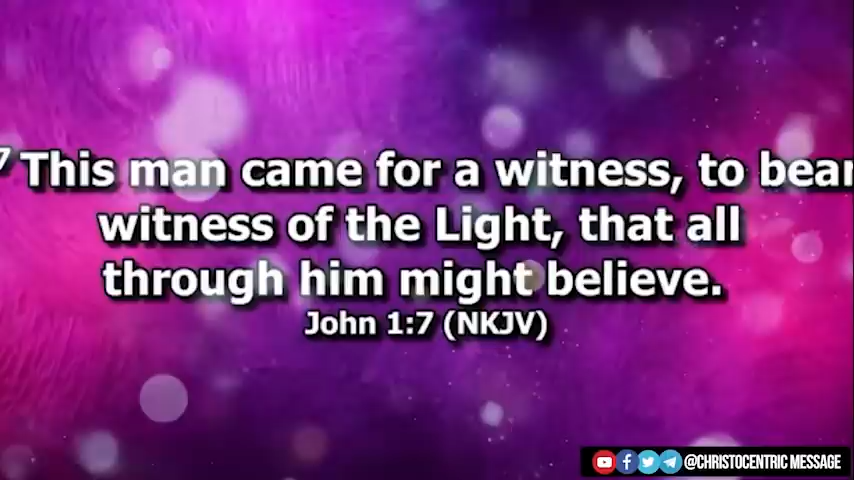 7 This man came for a witness, to bear
witness of the Light, that all
through him might believe.
John 1:7 (NKJV)
@CHRISTOCENTRIC MESSAGE